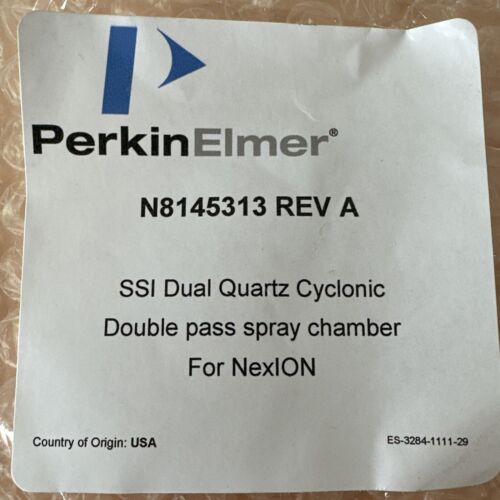 PerkinElmer®
N8145313 REV A
SSI Dual Quartz Cyclonic
Double pass spray chamber
For NexION
Country of Origin: USA
ES-3284-1111-29